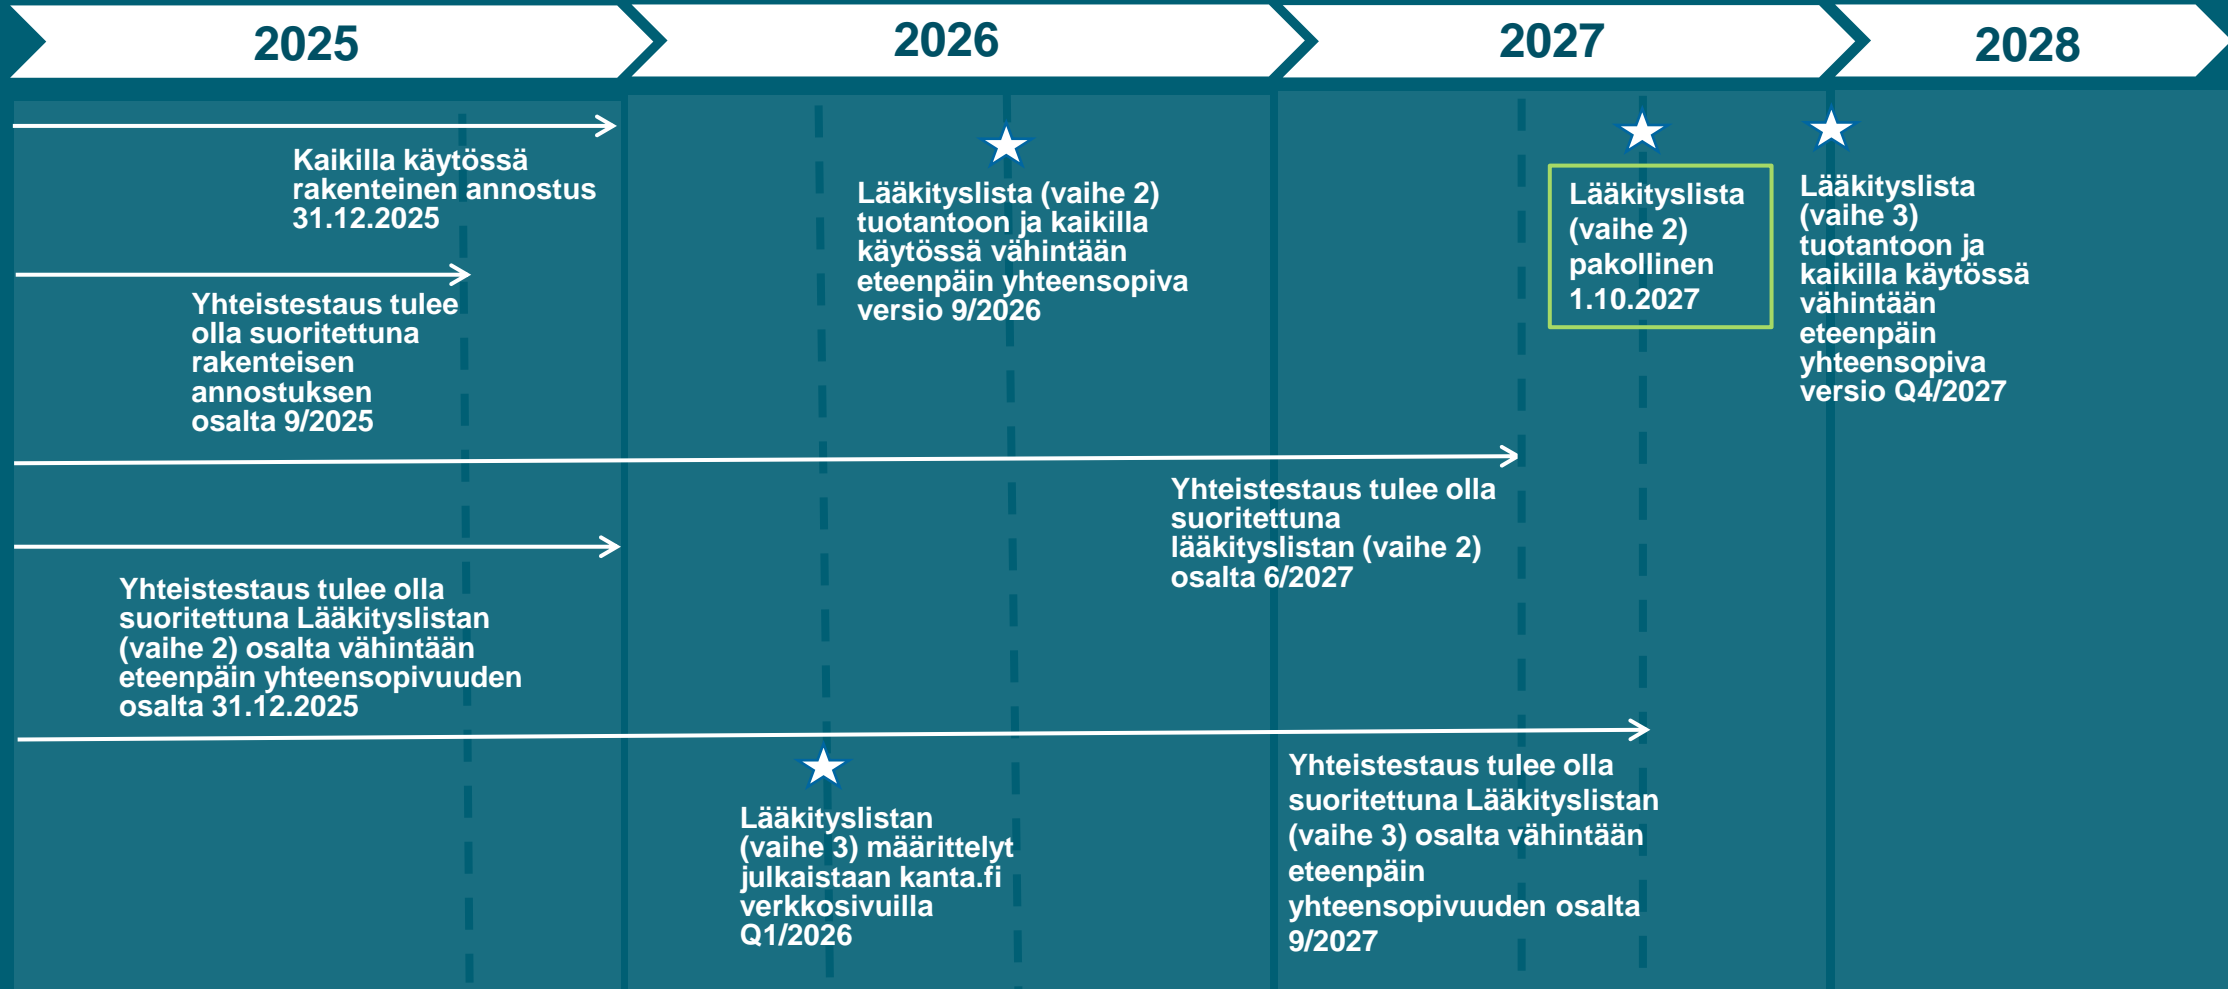 2025
2026
2027
2028
Kaikilla käytössä
rakenteinen annostus
31.12.2025
Yhteistestaus tulee
olla suoritettuna
rakenteisen
annostuksen
osalta 9/2025
Lääkityslista (vaihe 2)
tuotantoon ja kaikilla
käytössä vähintään
eteenpäin yhteensopiva
versio 9/2026
Lääkityslista
(vaihe 2)
pakollinen
1.10.2027
Lääkityslista
(vaihe 3)
tuotantoon ja
kaikilla käytössä
vähintään
eteenpäin
yhteensopiva
versio Q4/2027
Yhteistestaus tulee olla
suoritettuna
lääkityslistan (vaihe 2)
osalta 6/2027
Yhteistestaus tulee olla
suoritettuna Lääkityslistan
(vaihe 2) osalta vähintään
eteenpäin yhteensopivuuden
osalta 31.12.2025
Lääkityslistan
(vaihe 3) määrittelyt
julkaistaan kanta.fi
verkkosivuilla
Q1/2026
Yhteistestaus tulee olla
suoritettuna Lääkityslistan
(vaihe 3) osalta vähintään
eteenpäin
yhteensopivuuden osalta
9/2027